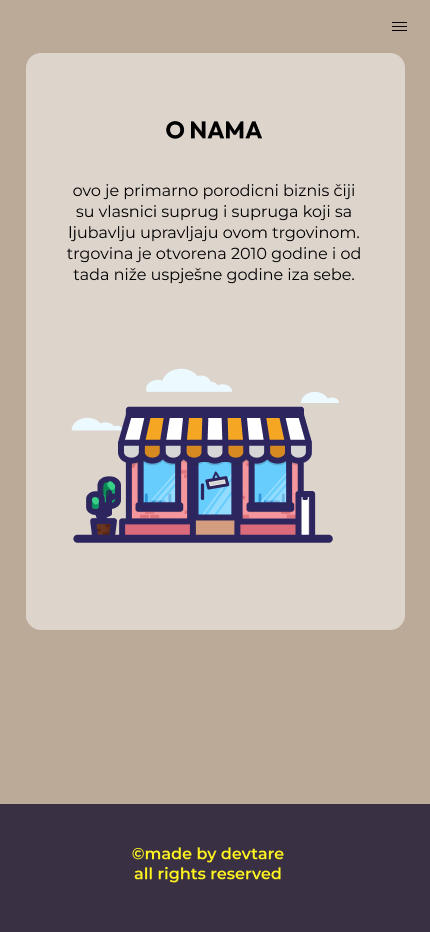 O NAMA
ovo je primarno porodicni biznis čiji
su vlasnici suprug i supruga koji sa
ljubavlju upravljaju ovom trgovinom.
trgovina je otvorena 2010 godine i od
tada niže uspješne godine iza sebe.
©made by devtare
all rights reserved